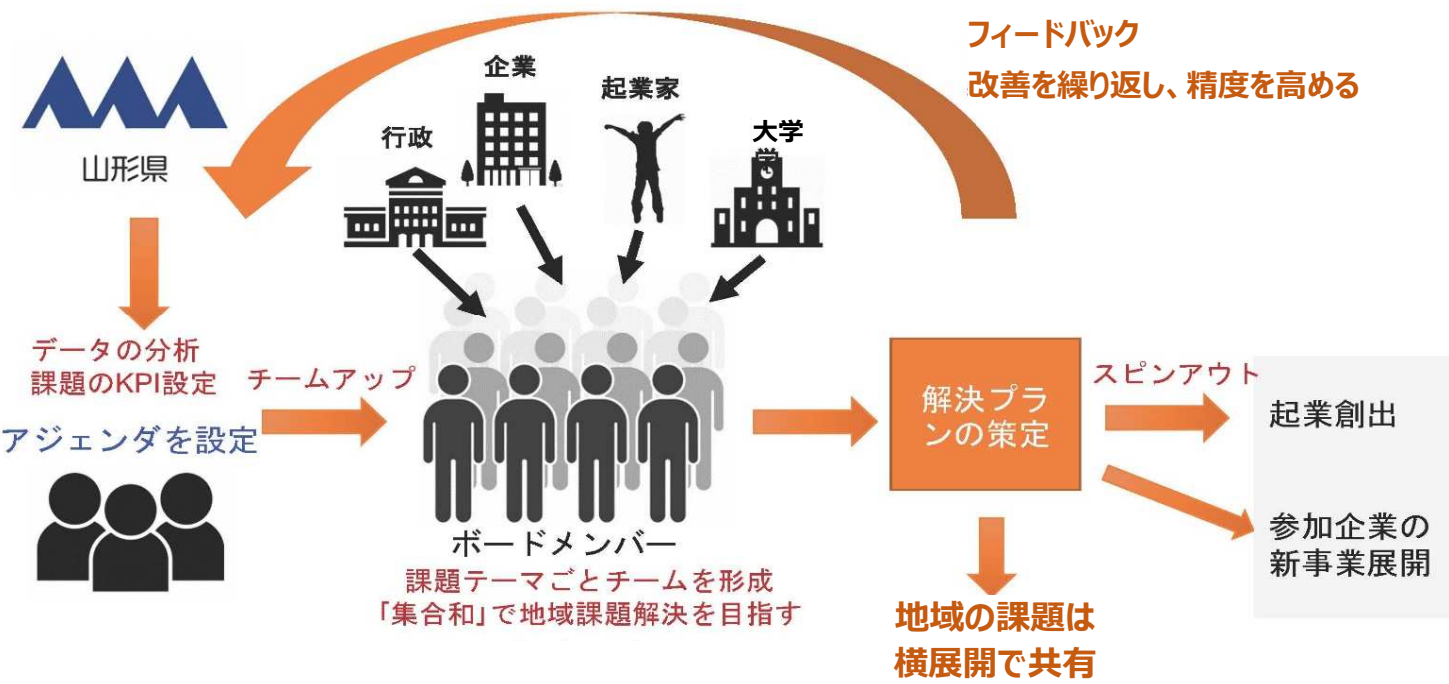 フィードバック
改善を繰り返し、精度を高める
山形県
行政
企業
起業家
大学
学
データの分析
課題のKPI設定
アジェンダを設定
チームアップ
ボードメンバー
課題テーマごとチームを形成
「集合和」で地域課題解決を目指す
解決プラ
ンの策定
スピンアウト
起業創出
参加企業の
新事業展開
地域の課題は
横展開で共有